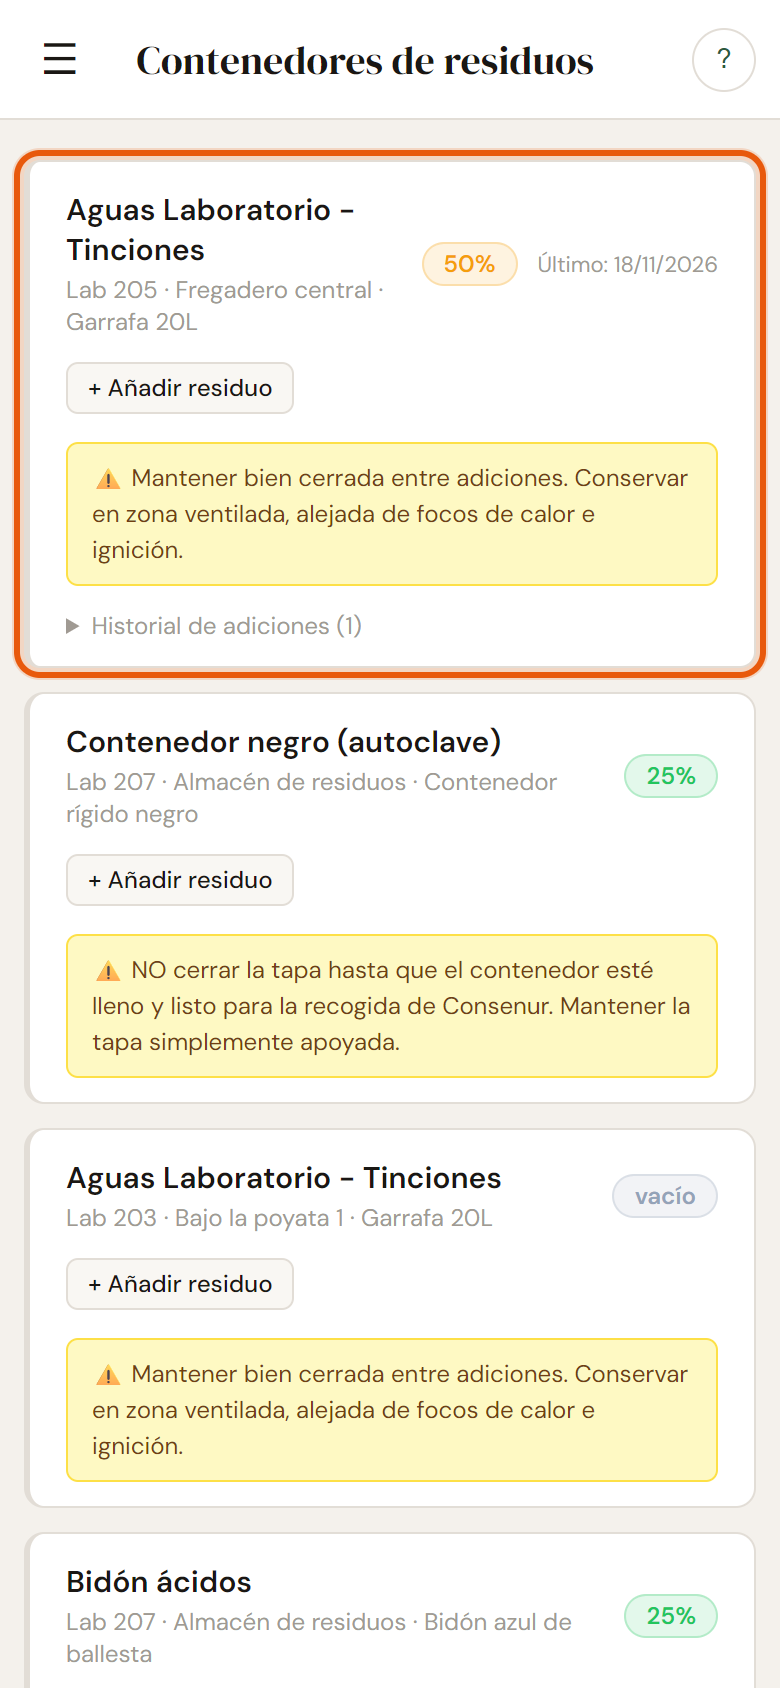 ☰ Contenedores de residuos ?
Aguas Laboratorio -
Tinciones
Lab 205 · Fregadero central ·
Garrafa 20L
50% Último: 18/11/2026
+ Añadir residuo
⚠ Mantener bien cerrada entre adiciones. Conservar
en zona ventilada, alejada de focos de calor e
ignición.
▶ Historial de adiciones (1)
Contenedor negro (autoclave)
Lab 207 · Almacén de residuos · Contenedor
rígido negro
25%
+ Añadir residuo
⚠ NO cerrar la tapa hasta que el contenedor esté
lleno y listo para la recogida de Consenur. Mantener la
tapa simplemente apoyada.
Aguas Laboratorio - Tinciones
Lab 203 · Bajo la poyata 1 · Garrafa 20L
vacío
+ Añadir residuo
⚠ Mantener bien cerrada entre adiciones. Conservar
en zona ventilada, alejada de focos de calor e
ignición.
Bidón ácidos
Lab 207 · Almacén de residuos · Bidón azul de
ballesta
25%